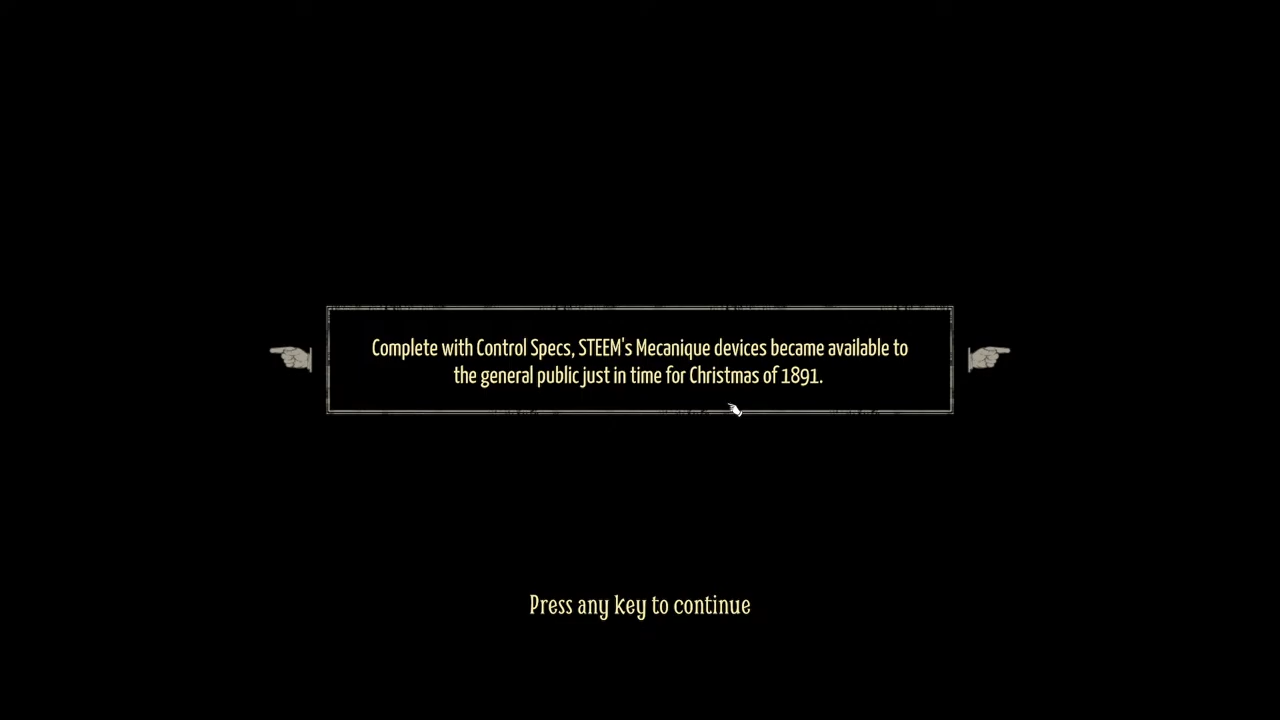 Complete with Control Specs, STEEM's Mecanique devices became available to
the general public just in time for Christmas of 1891.
Press any key to continue